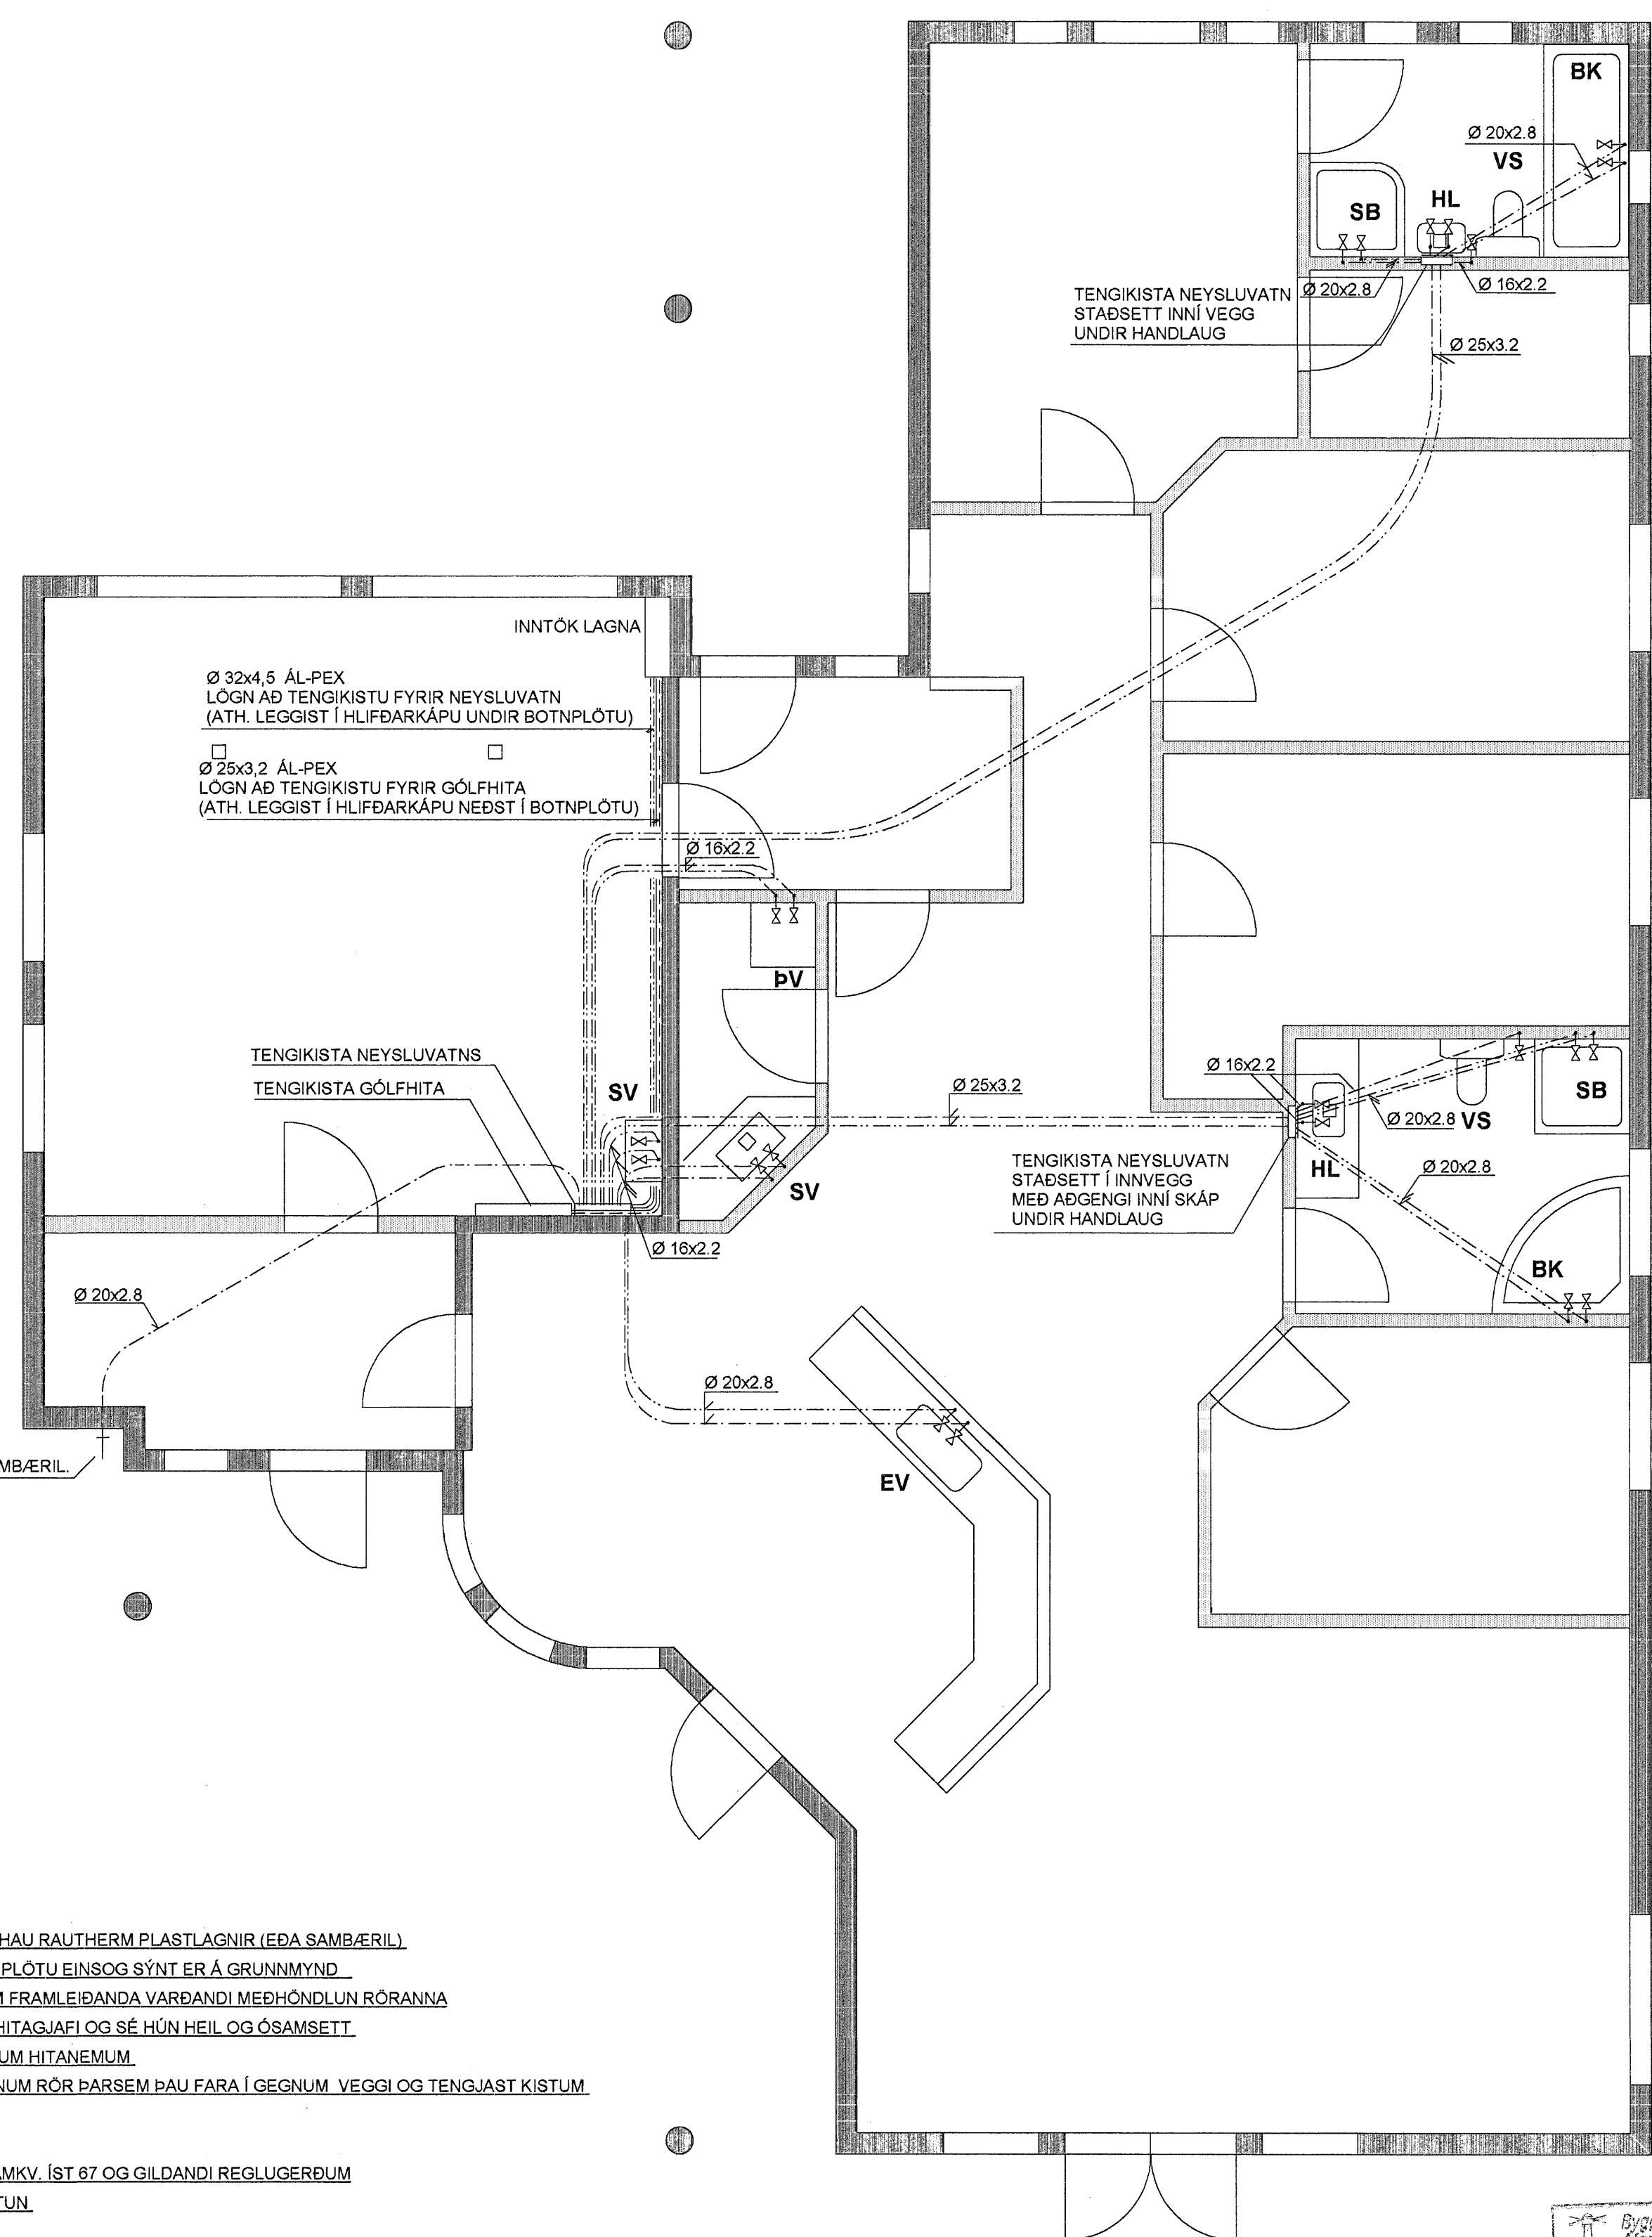 BK
Ø 20x2.8
VS
HL
SB
Ø 20x2.8
Ø 16x2.2
TENGIKISTA NEYSLUVATN
STAÐSETT INNÍ VEGG
UNDIR HANDLAUG
Ø 25x3.2
INNTÖK LAGNA
Ø 32x4,5 ÁL-PEX
LÖGN AÐ TENGIKISTU FYRIR NEYSLUVATN
(ATH. LEGGIST Í HLIFÐARKÁPU UNDIR BOTNPLÖTU)
Ø 25x3,2 ÁL-PEX
LÖGN AÐ TENGIKISTU FYRIR GÓLFHITA
(ATH. LEGGIST Í HLIFÐARKÁPU NEÐST Í BOTNPLÖTU)
Ø 16x2.2
ÞV
TENGIKISTA NEYSLUVATNS
TENGIKISTA GÓLFHITA
SV
Ø 25x3.2
Ø 16x2.2
SB
Ø 20x2.8
VS
TENGIKISTA NEYSLUVATN
STAÐSETT Í INNVEGG
MEÐ AÐGENGI INNÍ SKÁP
UNDIR HANDLAUG
HL
Ø 20x2.8
SV
Ø 16x2.2
BK
Ø 20x2.8
Ø 20x2.8
MBÆRIL.
EV
HAU RAUTHERM PLASTLAGNIR (EÐA SAMBÆRIL)
PLÖTU EINSOG SÝNT ER Á GRUNNMYND
M FRAMLEIÐANDA VARÐANDI MEÐHÖNDLUN RÖRANNA
HITAGJAFI OG SÉ HÚN HEIL OG ÓSAMSETT
UM HITANEMUM
NUM RÖR ÞARSEM ÞAU FARA Í GEGNUM VEGGI OG TENGJAST KISTUM
AMKV. ÍST 67 OG GILDANDI REGLUGERÐUM
TUN